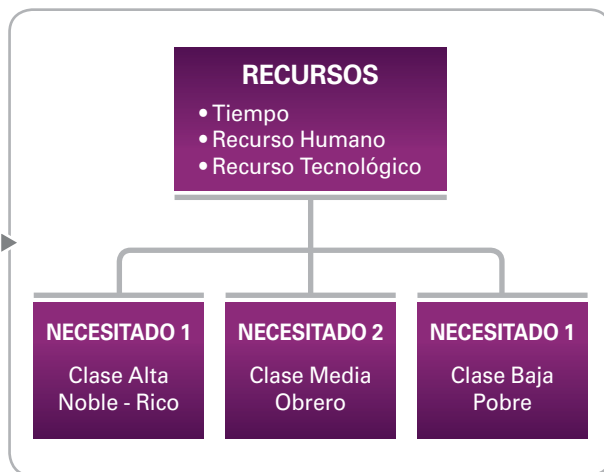 RECURSOS
• Tiempo
• Recurso Humano
• Recurso Tecnológico
NECESITADO 1
Clase Alta
Noble - Rico
NECESITADO 2
Clase Media
Obrero
NECESITADO 1
Clase Baja
Pobre